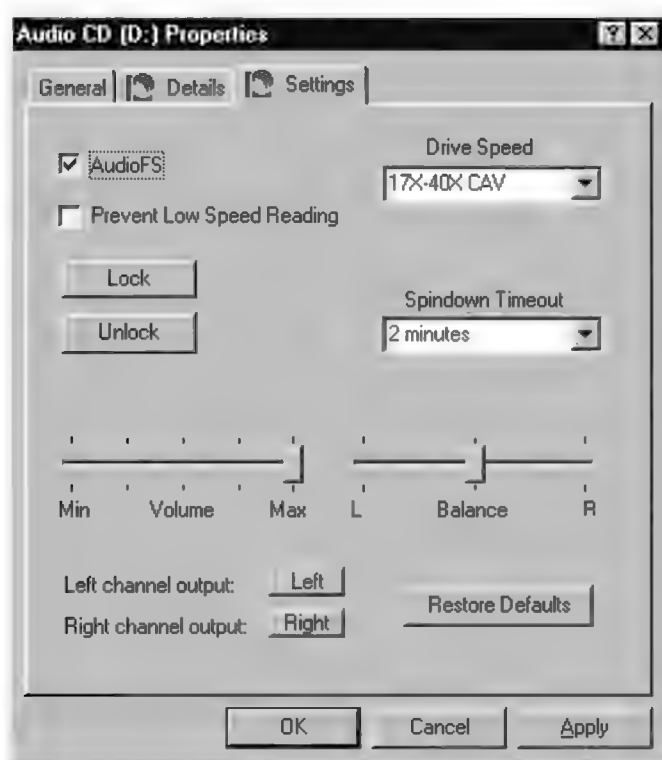 Audio CD (D:) Properties
General Details Settings
AudioFS
Drive Speed
17X-40X CAV
Prevent Low Speed Reading
Lock
Spindown Timeout
Unlock
2 minutes
Min Volume Max L Balance R
Left channel output: Left
Right channel output: Right
Restore Defaults
OK Cancel Apply